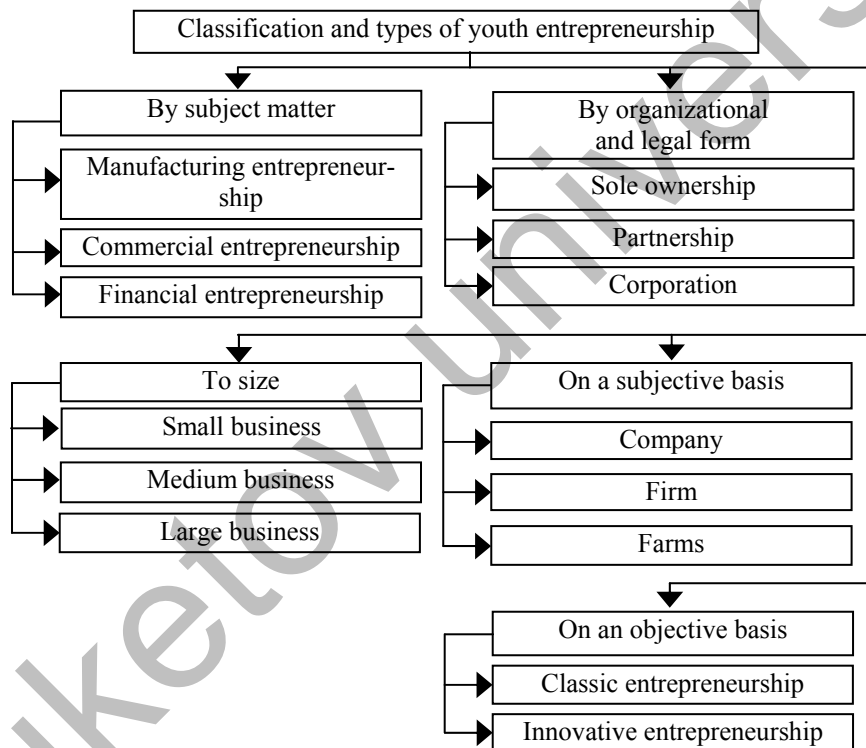 Classification and types of youth entrepreneurship
By subject matter
Manufacturing entrepreneur-
ship
Commercial entrepreneurship
Financial entrepreneurship
By organizational
and legal form
Sole ownership
Partnership
Corporation
To size
Small business
Medium business
Large business
On a subjective basis
Company
Firm
Farms
On an objective basis
Classic entrepreneurship
Innovative entrepreneurship
uketov univers